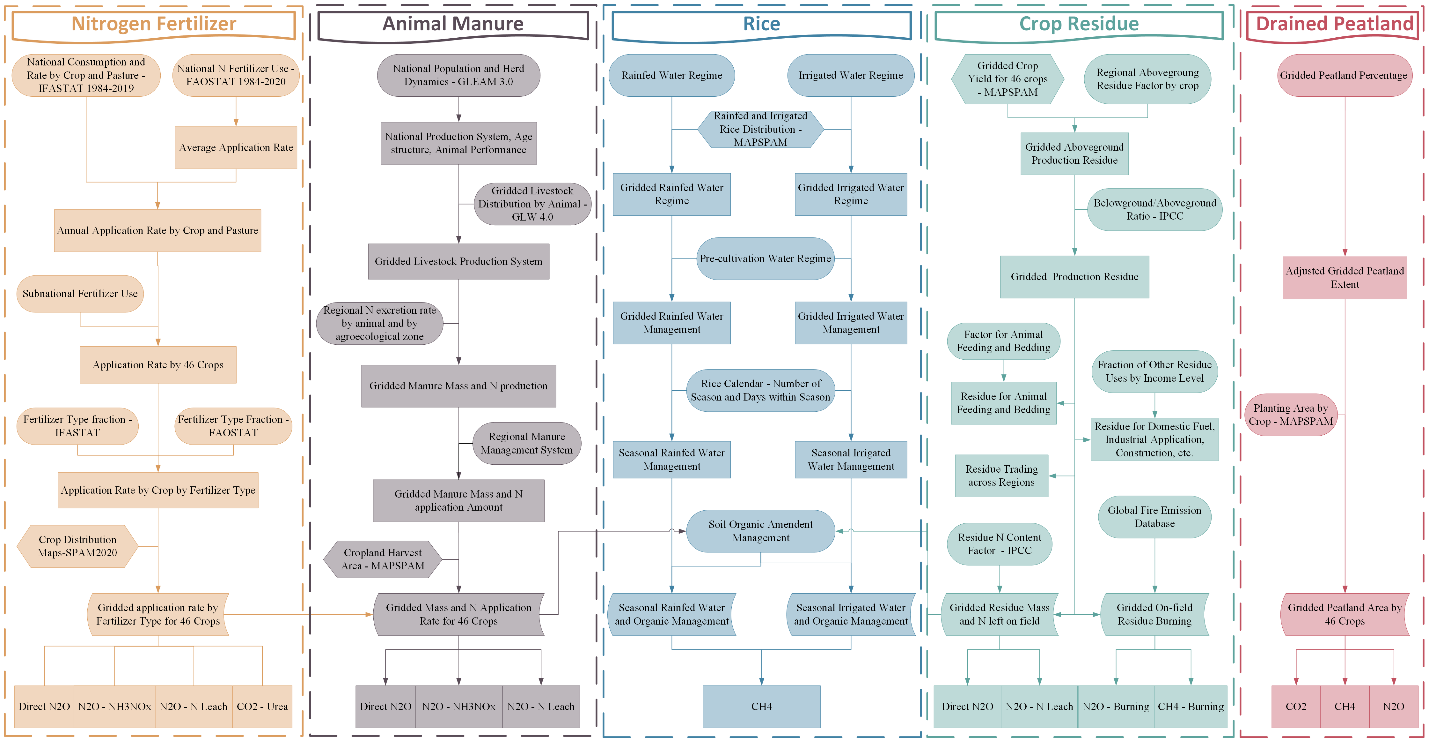 Nitrogen Fertilizer
National Consumption and
Rate by Crop and Pasture -
IFASTAT 1984-2019
National N Fertilizer Use -
FAOSTAT 1984-2020
Average Application Rate
Annual Application Rate by Crop and Pasture
Subnational Fertilizer Use
Application Rate by 46 Crops
Fertilizer Type fraction -
IFASTAT
Fertilizer Type Fraction -
FAOSTAT
Application Rate by Crop by Fertilizer Type
Crop Distribution
Maps-SPAM2020
Gridded application rate by
Fertilizer Type for 46 Crops
Direct N2O
N2O - NH3NOx
N2O - N Leach
CO2 - Urea
Animal Manure
National Population and Herd
Dynamics - GLEAM 3.0
National Production System, Age
structure, Animal Performance
Gridded Livestock
Distribution by Animal -
GLW 4.0
Gridded Livestock Production System
Regional N excretion rate
by animal and by
agroecological zone
Gridded Manure Mass and N production
Regional Manure
Management System
Gridded Manure Mass and N
application Amount
Cropland Harvest
Area - MAPSPAM
Gridded Mass and N Application
Rate for 46 Crops
Direct N2O
N2O - NH3NOx
N2O - N Leach
Rice
Rainfed Water Regime
Irrigated Water Regime
Rainfed and Irrigated
Rice Distribution -
MAPSPAM
Gridded Rainfed Water
Regime
Gridded Irrigated Water
Regime
Pre-cultivation Water Regime
Gridded Rainfed Water
Management
Gridded Irrigated Water
Management
Rice Calendar - Number of
Season and Days within Season
Seasonal Rainfed Water
Management
Seasonal Irrigated
Water Management
Soil Organic Amendent
Management
Seasonal Rainfed Water
and Organic Management
Seasonal Irrigated Water
and Organic Management
CH4
Crop Residue
Gridded Crop
Yield for 46 crops
- MAPSPAM
Regional Abovegroung
Residue Factor by crop
Gridded Aboveground
Production Residue
Belowground/Aboveground
Ratio - IPCC
Gridded Production Residue
Factor for Animal
Feeding and Bedding
Fraction of Other Residue
Uses by Income Level
Residue for Animal
Feeding and Bedding
Residue for Domestic Fuel,
Industrial Application,
Construction, etc.
Residue Trading
across Regions
Global Fire Emission
Database
Residue N Content
Factor - IPCC
Gridded Residue Mass
and N left on field
Gridded On-field
Residue Burning
Direct N2O
N2O - N Leach
N2O - Burning
CH4 - Burning
Drained Peatland
Gridded Peatland Percentage
Adjusted Gridded Peatland
Extent
Planting Area by
Crop - MAPSPAM
Gridded Peatland Area by
46 Crops
CO2
CH4
N2O